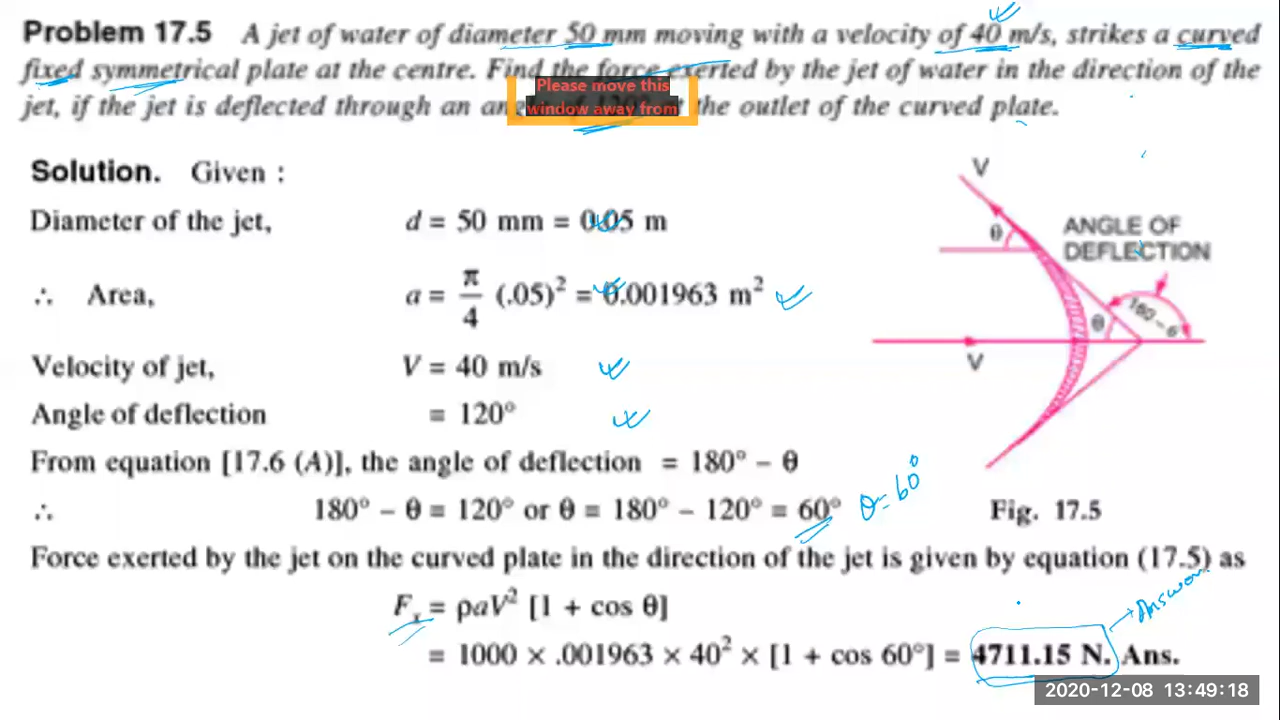 Problem 17.5 A jet of water of diameter 50 mm moving with a velocity of 40 m/s, strikes a curved
fixed symmetrical plate at the centre. Find the force exerted by the jet of water in the direction of the
jet, if the jet is deflected through an the outlet of the curved plate.
Please move this
window away from
Solution. Given :
Diameter of the jet, d = 50 mm = 0.05 m
∴ Area, a = π/4 (.05)² = 0.001963 m²
Velocity of jet, V = 40 m/s
Angle of deflection = 120°
From equation [17.6 (A)], the angle of deflection = 180° – θ
∴ 180° – θ = 120° or θ = 180° – 120° = 60° θ = 60°
Force exerted by the jet on the curved plate in the direction of the jet is given by equation (17.5) as
Fx = ρaV² [1 + cos θ]
= 1000 × .001963 × 40² × [1 + cos 60°] = 4711.15 N. Ans.
Answer
V
θ
ANGLE OF
DEFLECTION
θ
180 – θ
V
Fig. 17.5
2020-12-08 13:49:18